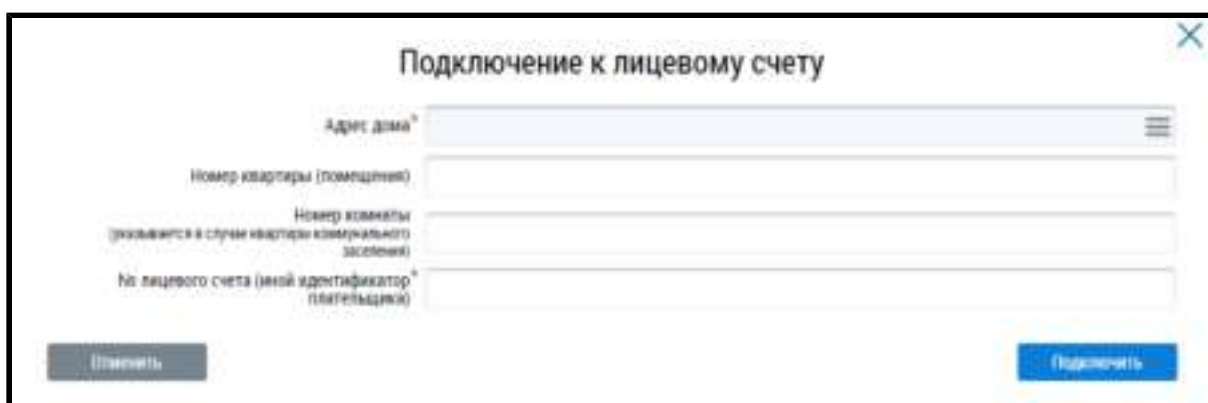 Подключение к лицевому счету
Адрес дома*
Номер квартиры (помещения)
Номер комнаты
(указывается в случае квартиры коммунального
заселения)
№ лицевого счета (иной идентификатор*
плательщика)
Отменить
Подключить